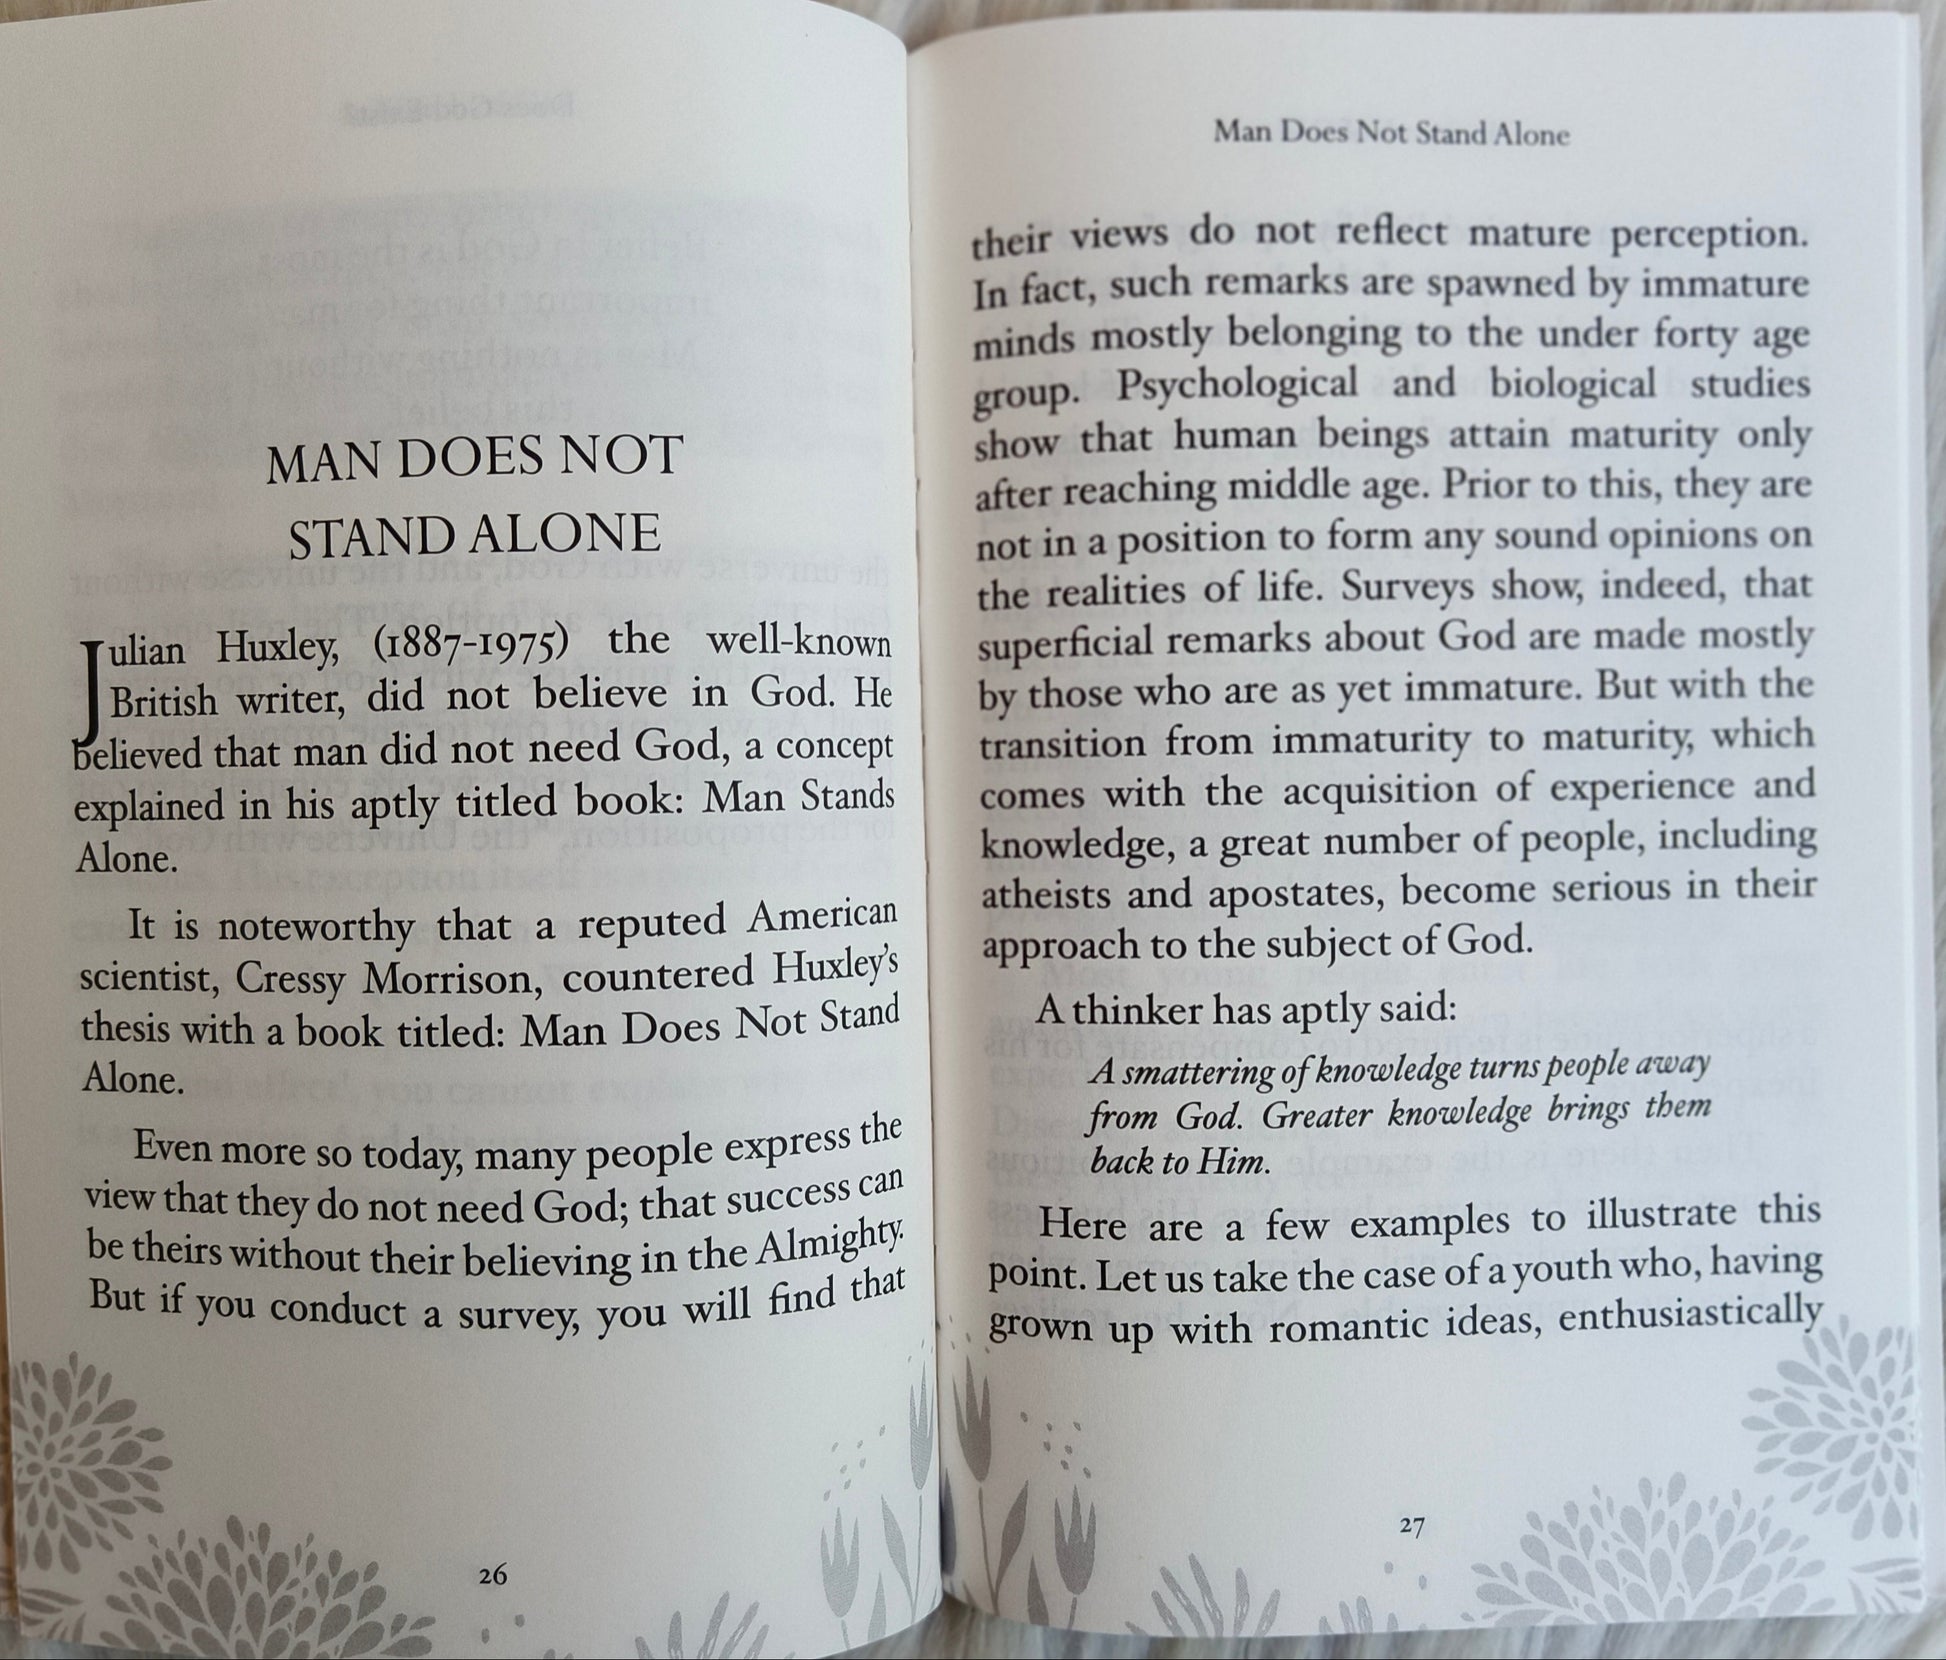 MAN DOES NOT
STAND ALONE
Julian Huxley, (1887-1975) the well-known
British writer, did not believe in God. He
believed that man did not need God, a concept
explained in his aptly titled book: Man Stands
Alone.
It is noteworthy that a reputed American
scientist, Cressy Morrison, countered Huxley's
thesis with a book titled: Man Does Not Stand
Alone.
Even more so today, many people express the
view that they do not need God; that success can
be theirs without their believing in the Almighty.
But if you conduct a survey, you will find that
26
Man Does Not Stand Alone
their views do not reflect mature perception.
In fact, such remarks are spawned by immature
minds mostly belonging to the under forty age
group. Psychological and biological studies
show that human beings attain maturity only
after reaching middle age. Prior to this, they are
not in a position to form any sound opinions on
the realities of life. Surveys show, indeed, that
superficial remarks about God are made mostly
by those who are as yet immature. But with the
transition from immaturity to maturity, which
comes with the acquisition of experience and
knowledge, a great number of people, including
atheists and apostates, become serious in their
approach to the subject of God.
A thinker has aptly said:
A smattering of knowledge turns people away
from God. Greater knowledge brings them
back to Him.
Here are a few examples to illustrate this
point. Let us take the case of a youth who, having
grown up with romantic ideas, enthusiastically
27